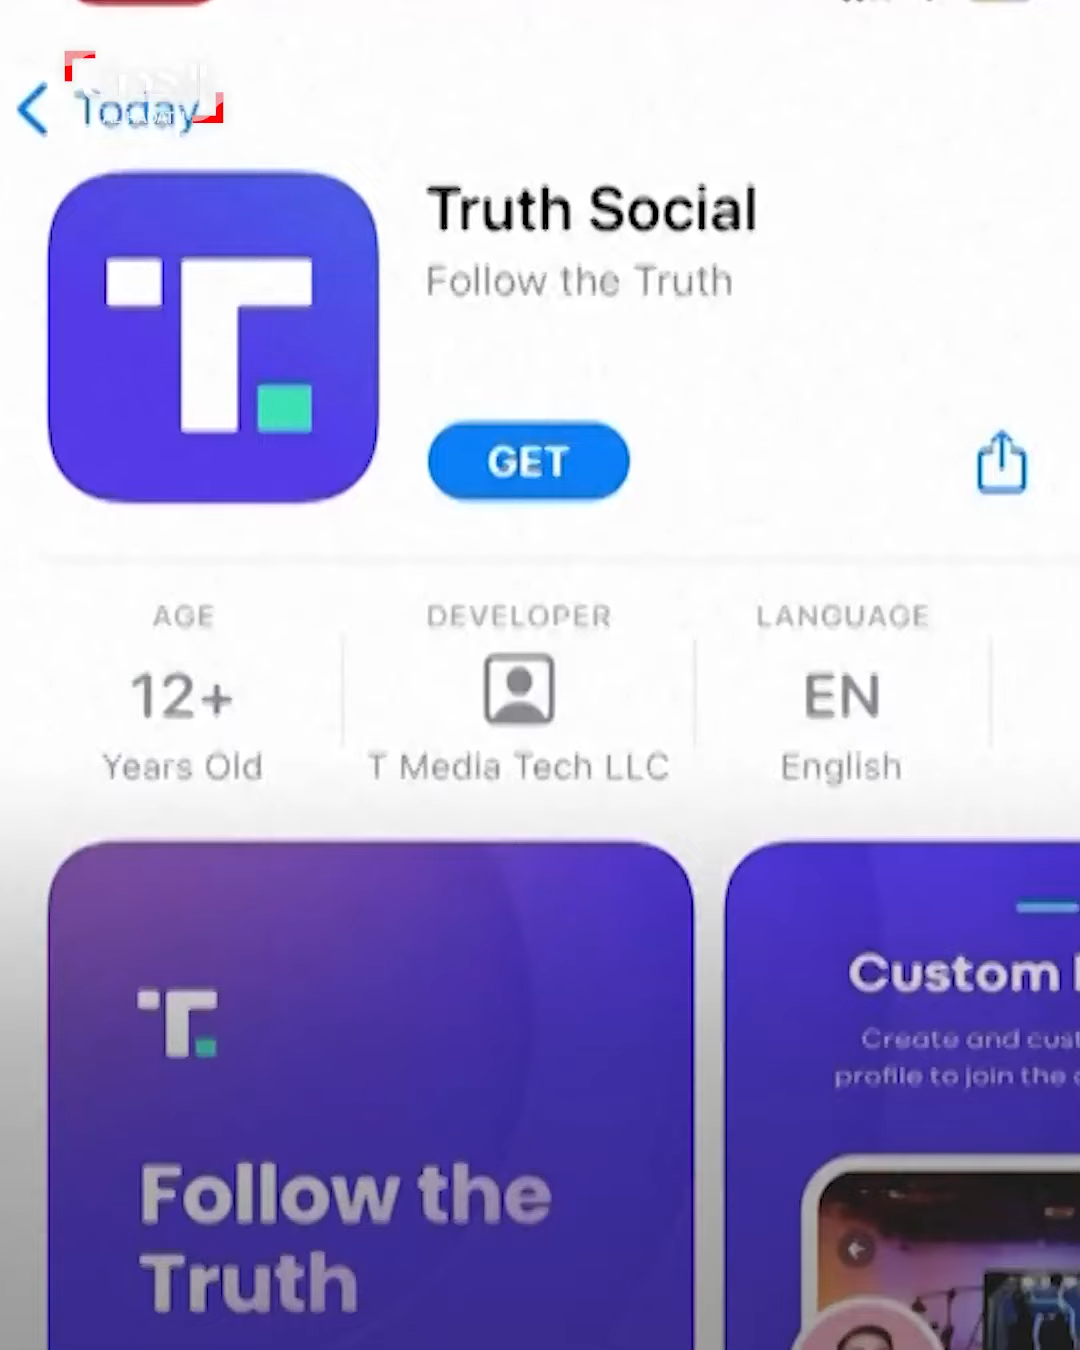 Today
Truth Social
Follow the Truth
GET
AGE
DEVELOPER
LANGUAGE
12+
EN
Years Old
T Media Tech LLC
English
Follow the
Truth
Custom
Create and
profile to join the